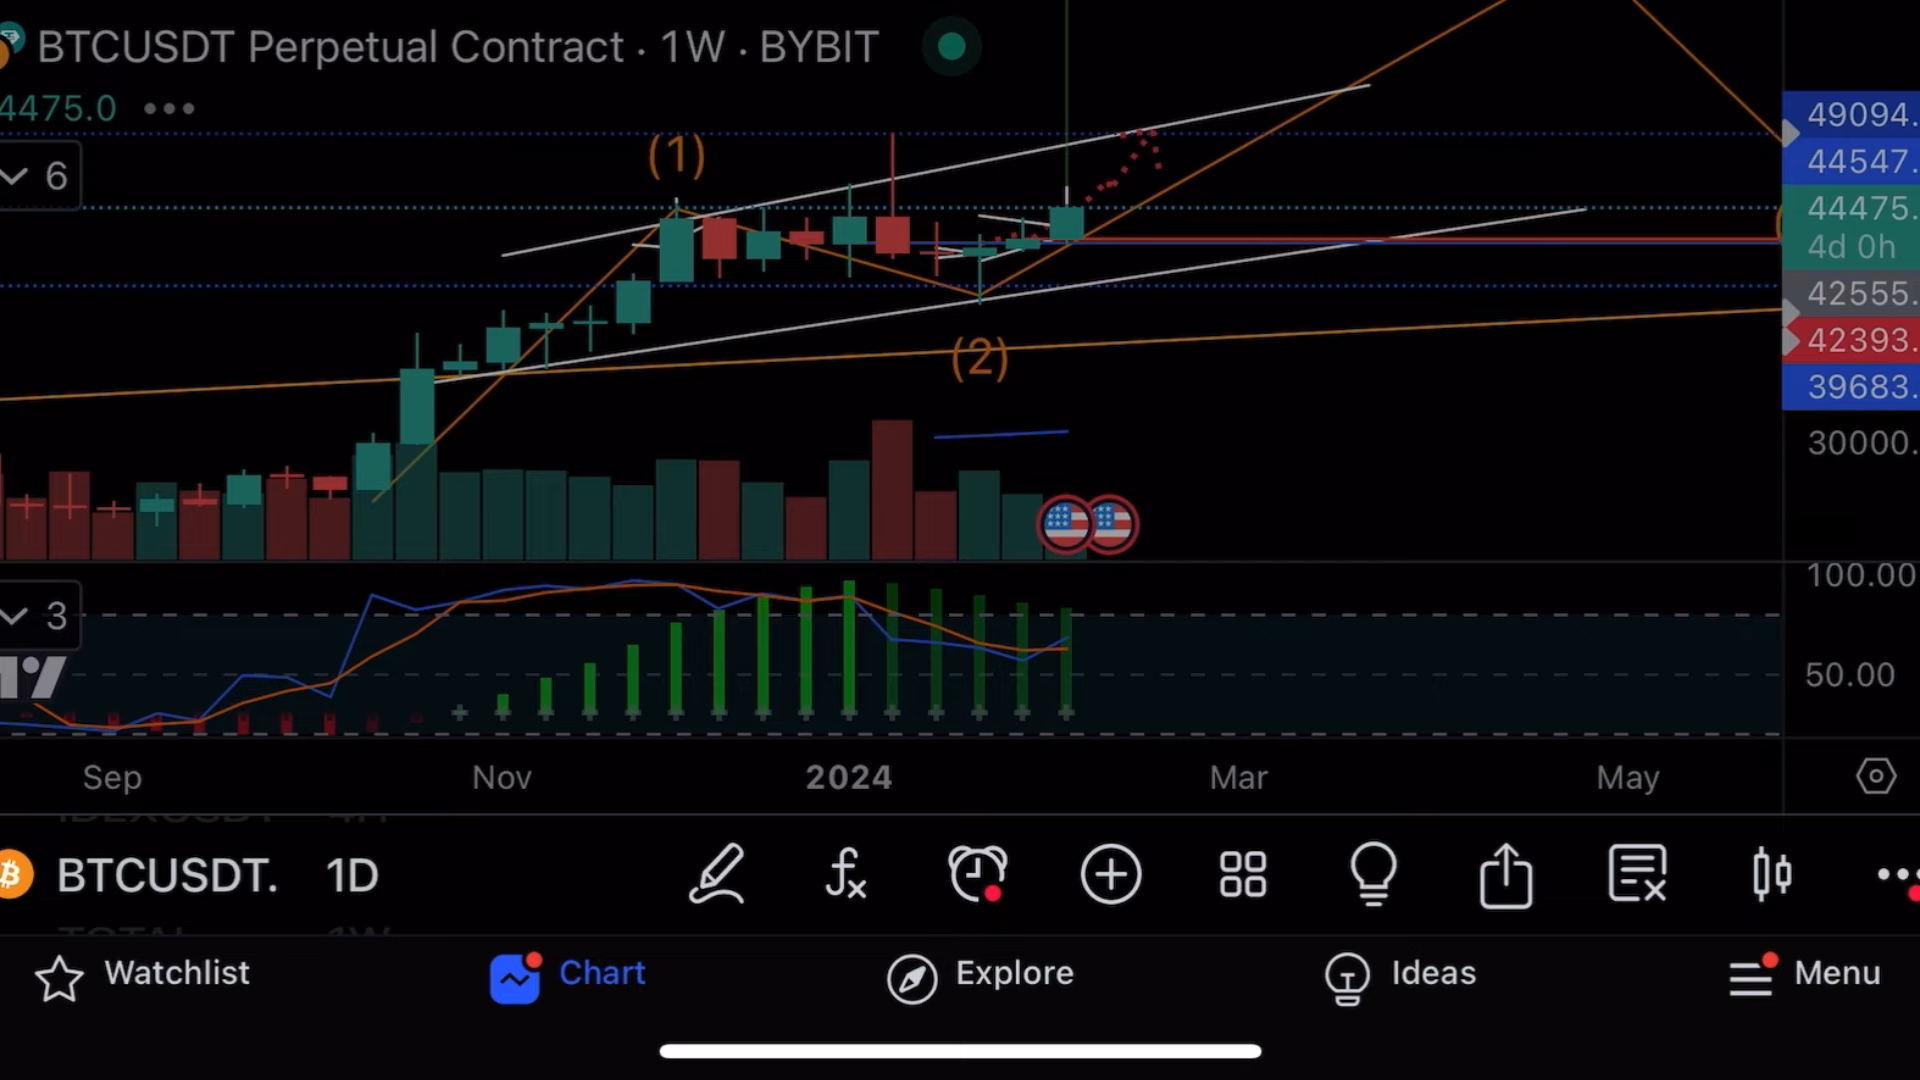 BTCUSDT Perpetual Contract · 1W · BYBIT
4475.0
6
(1)
(2)
49094.
44547.
44475.
4d 0h
42555.
42393.
39683.
30000.
3
100.00
50.00
Sep Nov 2024 Mar May
BTCUSDT. 1D
Watchlist Chart Explore Ideas Menu